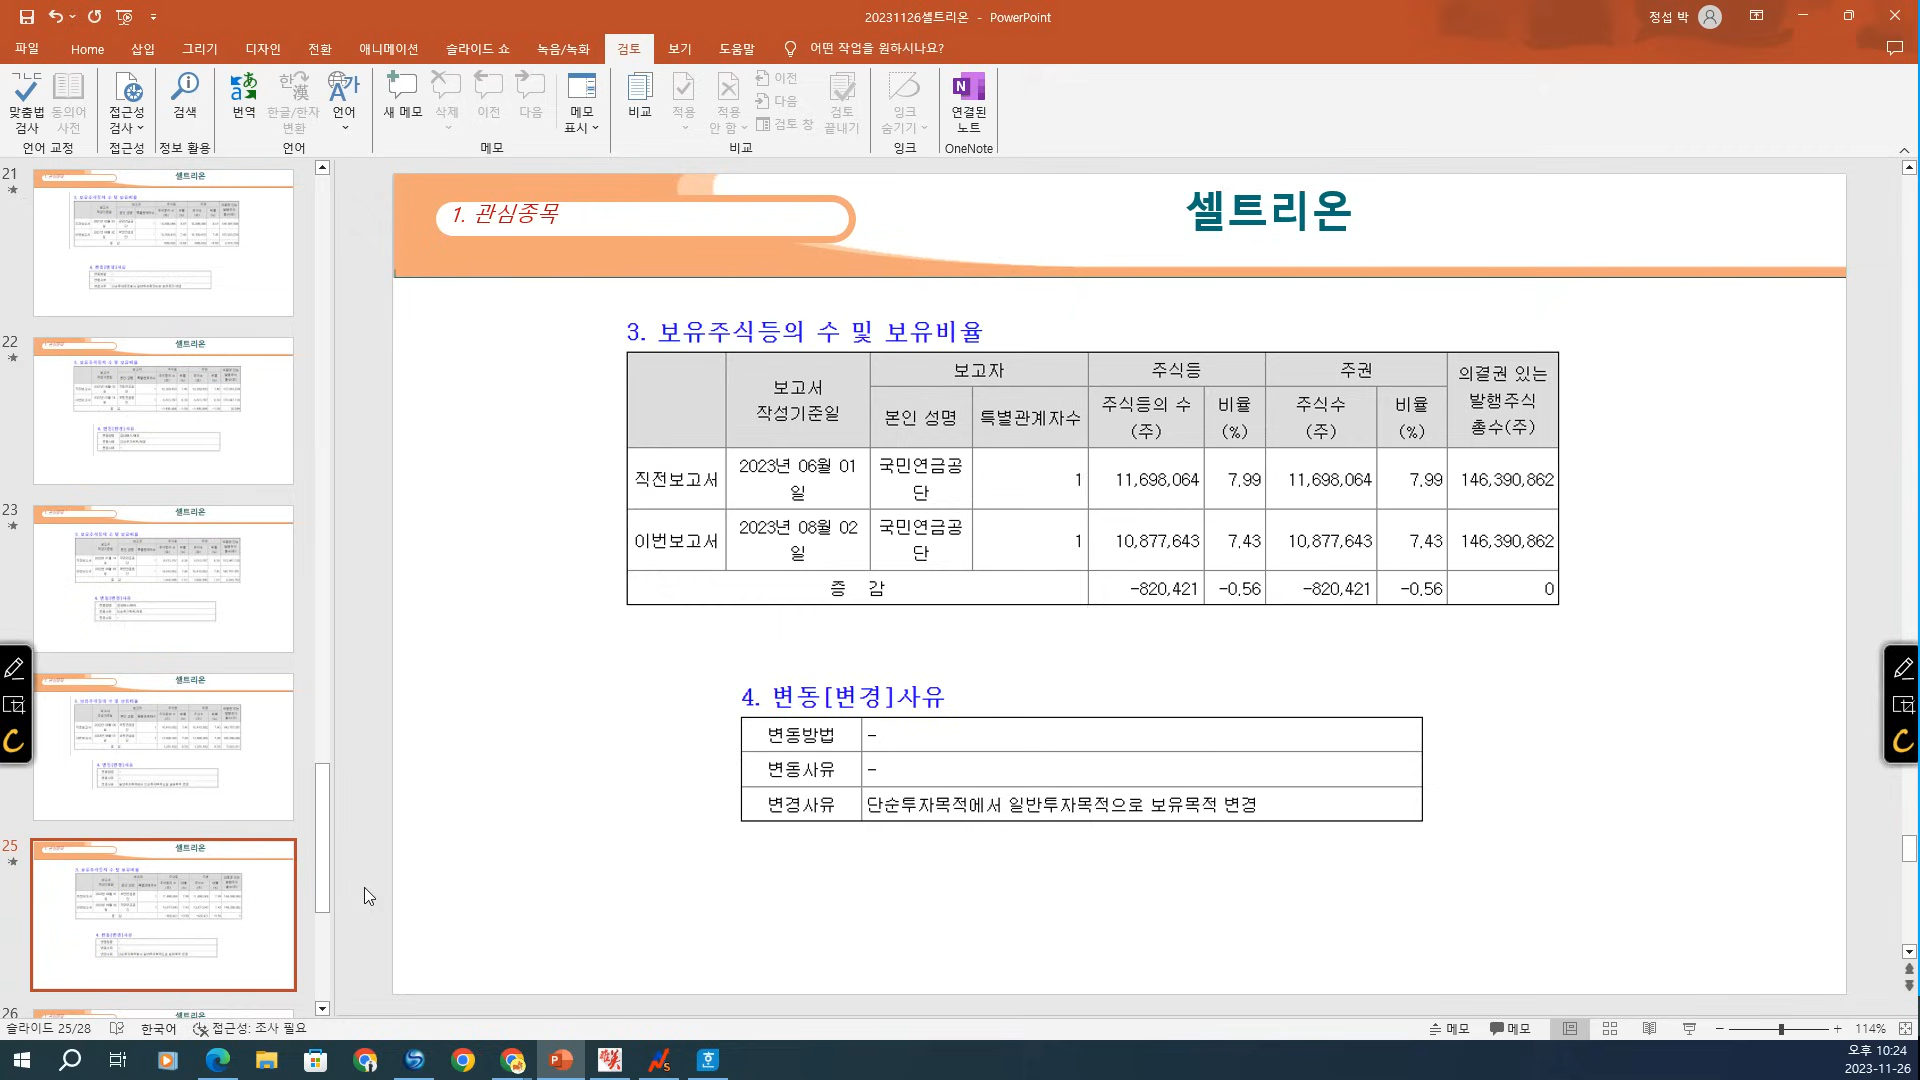 20231126셀트리온 - PowerPoint
정섭 박
파일 Home 삽입 그리기 디자인 전환 애니메이션 슬라이드 쇼 녹음/녹화 검토 보기 도움말 어떤 작업을 원하시나요?
맞춤법 검사
동의어 사전
언어 교정
접근성 검사
접근성
검색
정보 활용
번역
한글/한자 변환
언어
언어
새 메모
삭제
이전
다음
메모 표시
메모
비교
적용
적용 안 함
이전
다음
검토 창
검토 끝내기
비교
잉크 숨기기
잉크
연결된 노트
OneNote
21
셀트리온
22
셀트리온
23
셀트리온
셀트리온
25
셀트리온
26
셀트리온
1. 관심종목
셀트리온
3. 보유주식등의 수 및 보유비율
보고서 작성기준일 보고자 주식등 주권 의결권 있는 발행주식 총수(주)
본인 성명 특별관계자수 주식등의 수 (주) 비율 (%) 주식수 (주) 비율 (%)
직전보고서 2023년 06월 01일 국민연금공단 1 11,698,064 7.99 11,698,064 7.99 146,390,862
이번보고서 2023년 08월 02일 국민연금공단 1 10,877,643 7.43 10,877,643 7.43 146,390,862
증 감 -820,421 -0.56 -820,421 -0.56 0
4. 변동[변경]사유
변동방법 -
변동사유 -
변경사유 단순투자목적에서 일반투자목적으로 보유목적 변경
슬라이드 25/28 한국어 접근성: 조사 필요
메모 메모 114%
오후 10:24
2023-11-26